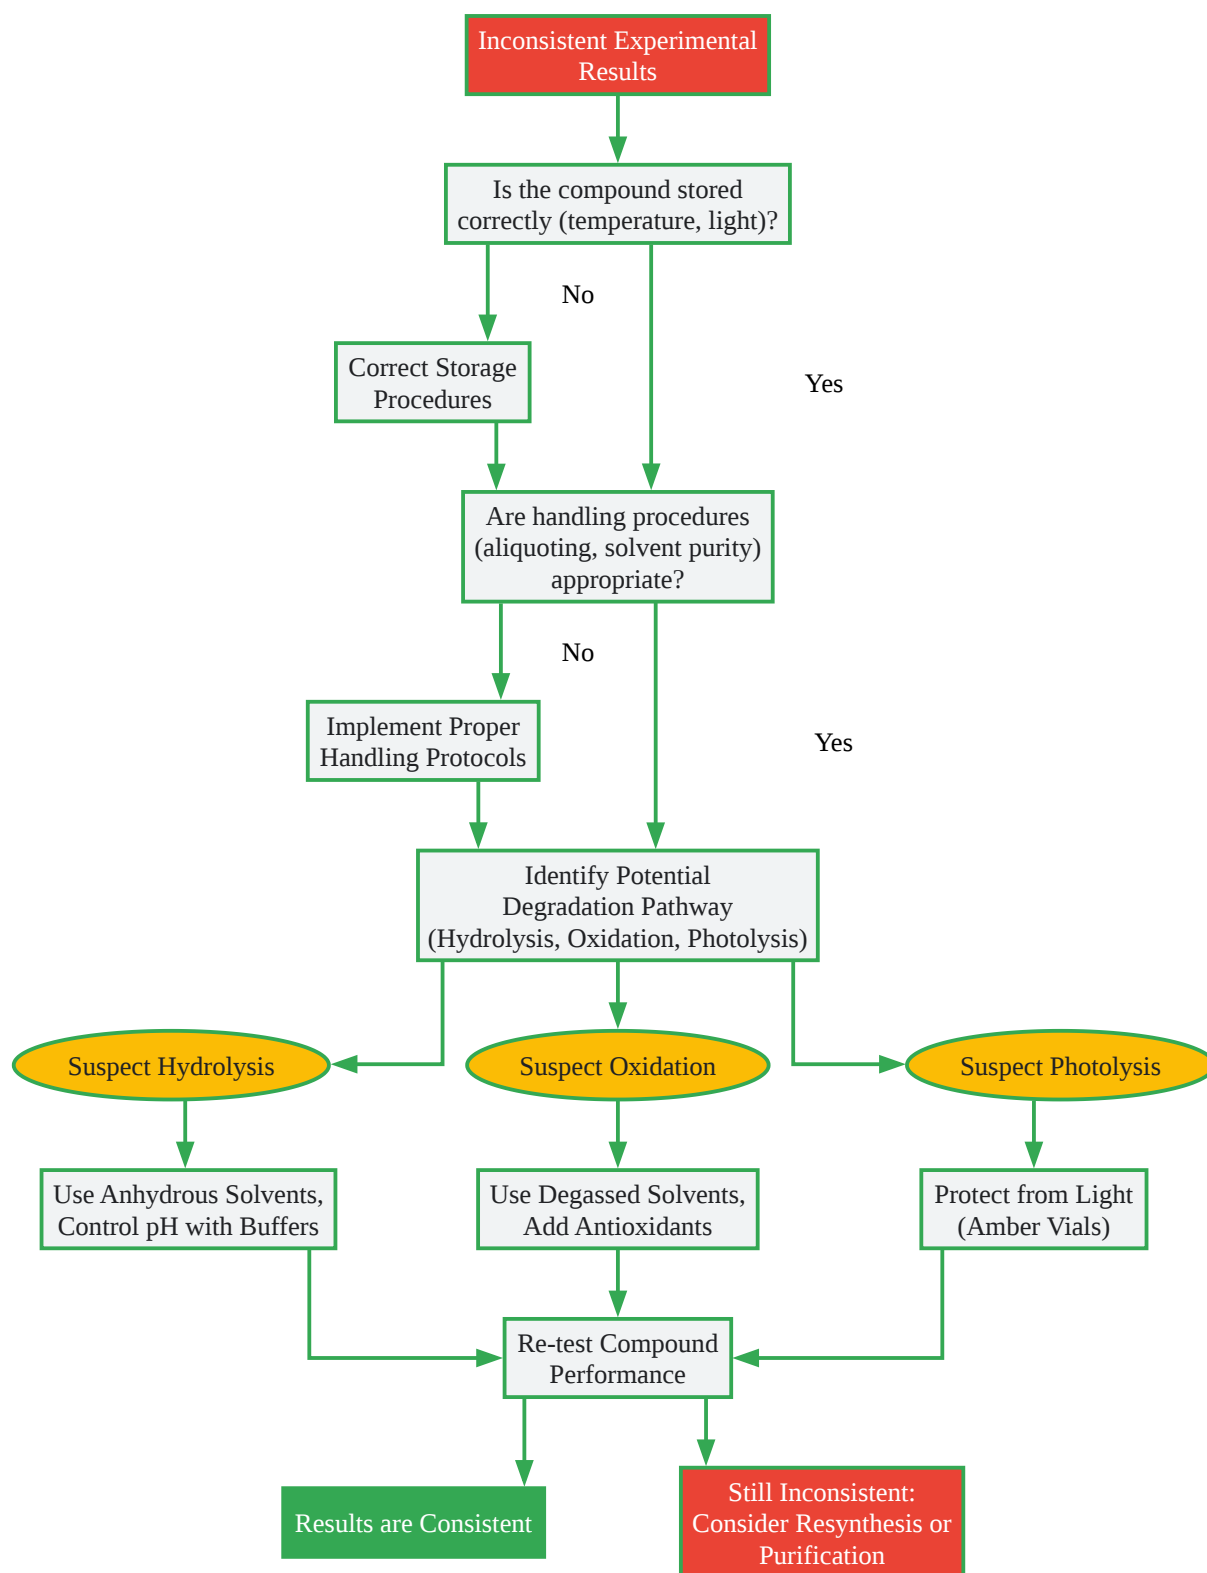 Inconsistent Experimental
Results
Is the compound stored
correctly (temperature, light)?
No
Yes
Correct Storage
Procedures
Are handling procedures
(aliquoting, solvent purity)
appropriate?
No
Yes
Implement Proper
Handling Protocols
Identify Potential
Degradation Pathway
(Hydrolysis, Oxidation, Photolysis)
Suspect Hydrolysis
Suspect Oxidation
Suspect Photolysis
Use Anhydrous Solvents,
Control pH with Buffers
Use Degassed Solvents,
Add Antioxidants
Protect from Light
(Amber Vials)
Re-test Compound
Performance
Results are Consistent
Still Inconsistent:
Consider Resynthesis or
Purification